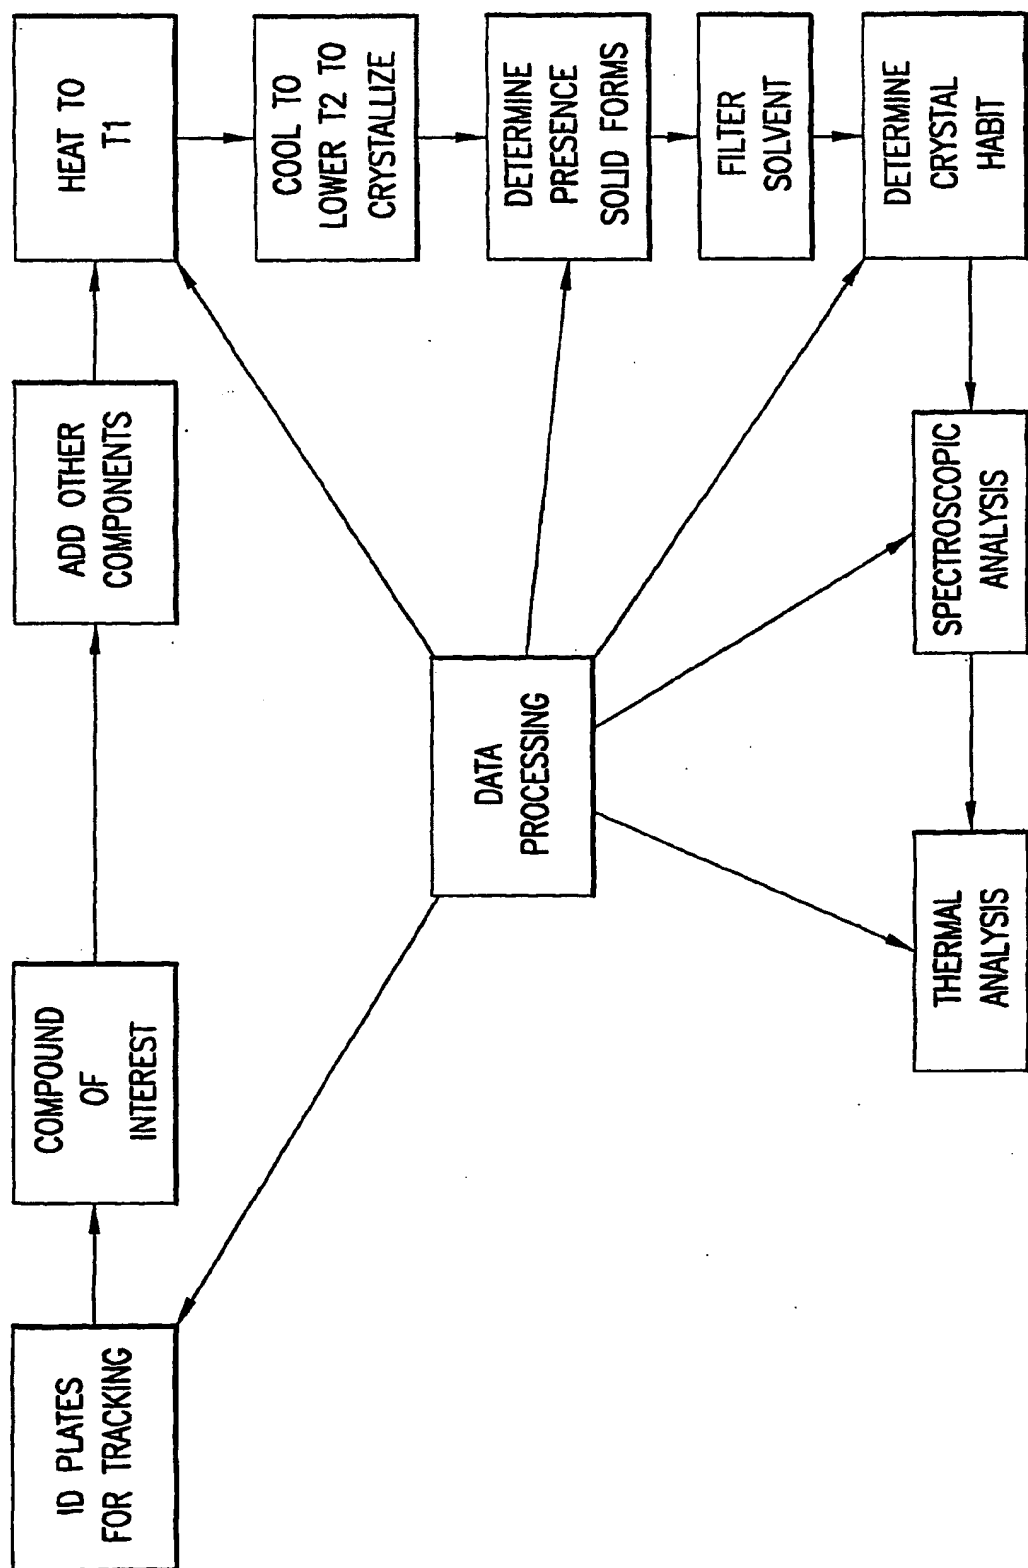 ID PLATES
FOR TRACKING
COMPOUND
OF
INTEREST
ADD OTHER
COMPONENTS
HEAT TO
T1
COOL TO
LOWER T2 TO
CRYSTALLIZE
DETERMINE
PRESENCE
SOLID FORMS
FILTER
SOLVENT
DETERMINE
CRYSTAL
HABIT
SPECTROSCOPIC
ANALYSIS
THERMAL
ANALYSIS
DATA
PROCESSING